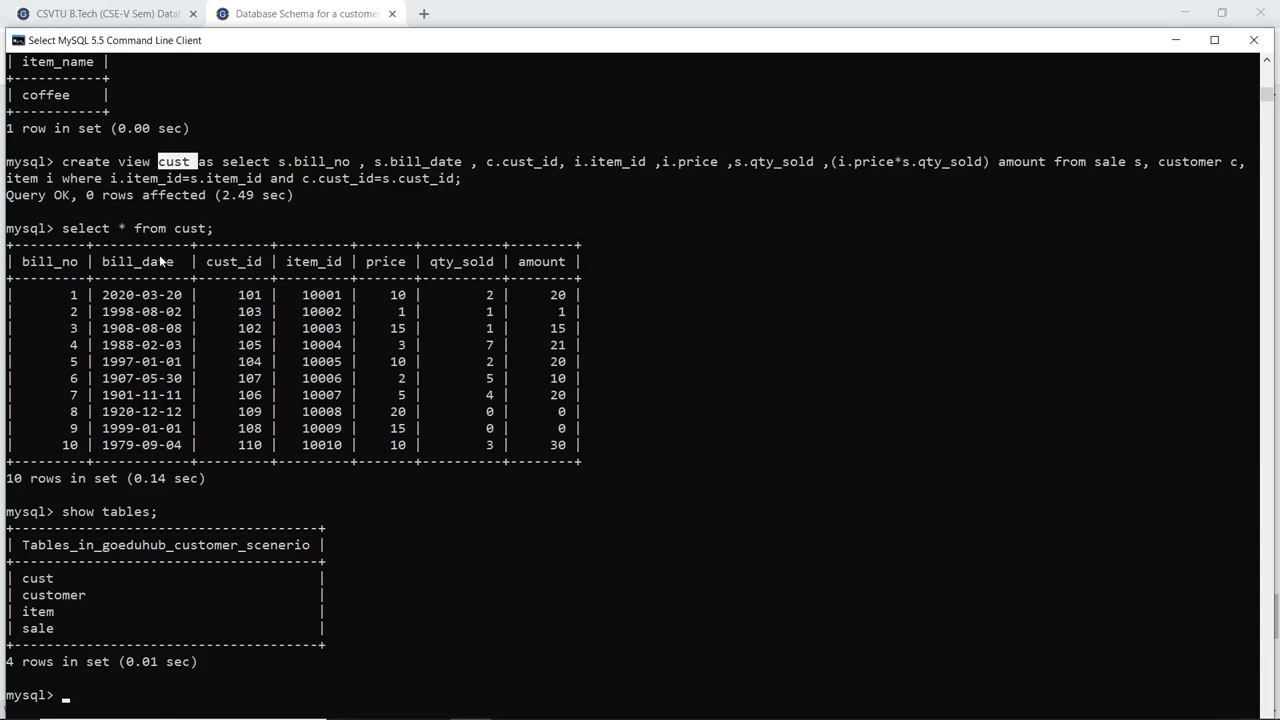 CSVTU B.Tech (CSE-V Sem) Datal
Database Schema for a custome
Select MySQL 5.5 Command Line Client
| item_name |
+-----------+
| coffee    |
+-----------+
1 row in set (0.00 sec)
mysql> create view cust as select s.bill_no , s.bill_date , c.cust_id, i.item_id ,i.price ,s.qty_sold ,(i.price*s.qty_sold) amount from sale s, customer c,
item i where i.item_id=s.item_id and c.cust_id=s.cust_id;
Query OK, 0 rows affected (2.49 sec)
mysql> select * from cust;
+---------+------------+---------+---------+-------+----------+--------+
| bill_no | bill_date  | cust_id | item_id | price | qty_sold | amount |
+---------+------------+---------+---------+-------+----------+--------+
|       1 | 2020-03-20 |     101 |   10001 |    10 |        2 |     20 |
|       2 | 1998-08-02 |     103 |   10002 |     1 |        1 |      1 |
|       3 | 1908-08-08 |     102 |   10003 |    15 |        1 |     15 |
|       4 | 1988-02-03 |     105 |   10004 |     3 |        7 |     21 |
|       5 | 1997-01-01 |     104 |   10005 |    10 |        2 |     20 |
|       6 | 1907-05-30 |     107 |   10006 |     2 |        5 |     10 |
|       7 | 1901-11-11 |     106 |   10007 |     5 |        4 |     20 |
|       8 | 1920-12-12 |     109 |   10008 |    20 |        0 |      0 |
|       9 | 1999-01-01 |     108 |   10009 |    15 |        0 |      0 |
|      10 | 1979-09-04 |     110 |   10010 |    10 |        3 |     30 |
+---------+------------+---------+---------+-------+----------+--------+
10 rows in set (0.14 sec)
mysql> show tables;
+--------------------------------------+
| Tables_in_goeduhub_customer_scenerio |
+--------------------------------------+
| cust                                 |
| customer                             |
| item                                 |
| sale                                 |
+--------------------------------------+
4 rows in set (0.01 sec)
mysql> _